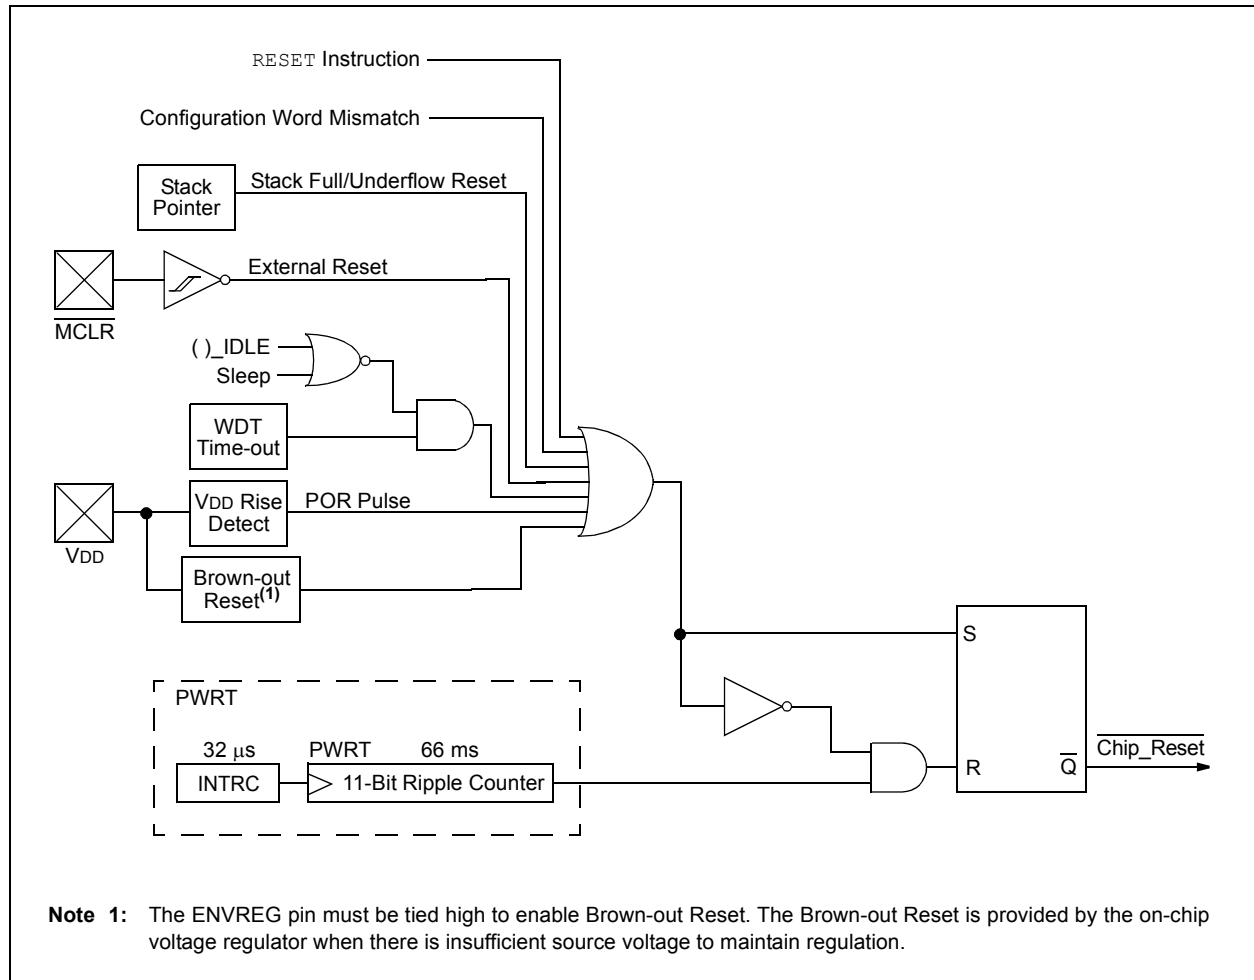 RESET Instruction
Configuration Word Mismatch
Stack
Pointer
Stack Full/Underflow Reset
External Reset
MCLR
( )_IDLE
Sleep
WDT
Time-out
VDD Rise
Detect
POR Pulse
VDD
Brown-out
Reset(1)
S
PWRT
32 μs
PWRT
66 ms
INTRC
11-Bit Ripple Counter
R
Q
Chip_Reset
Note 1: The ENVREG pin must be tied high to enable Brown-out Reset. The Brown-out Reset is provided by the on-chip
voltage regulator when there is insufficient source voltage to maintain regulation.